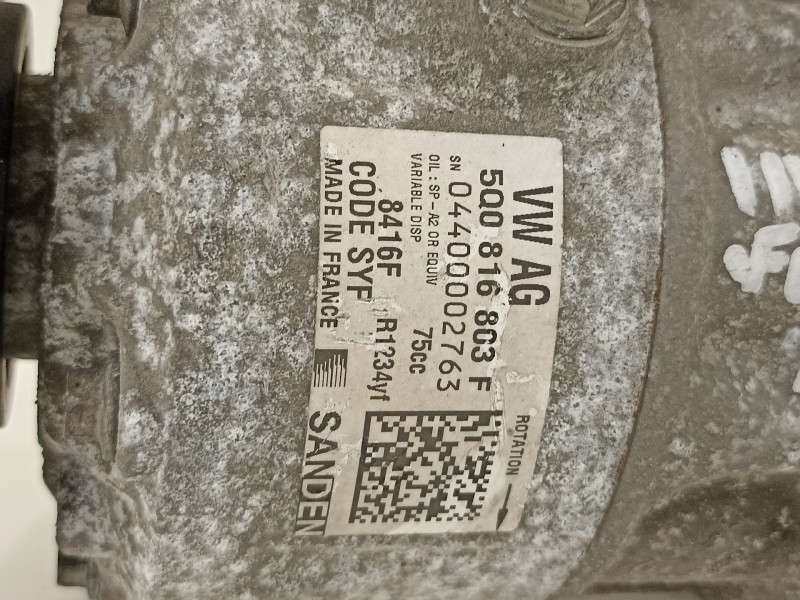 VW AG
5Q0 816 803 F
SN 04400002763
OIL : SP-A2 OR EQUIV 75CC
VARIABLE DISP
8416F R1234yf
CODE SYF
MADE IN FRANCE
ROTATION
SANDEN